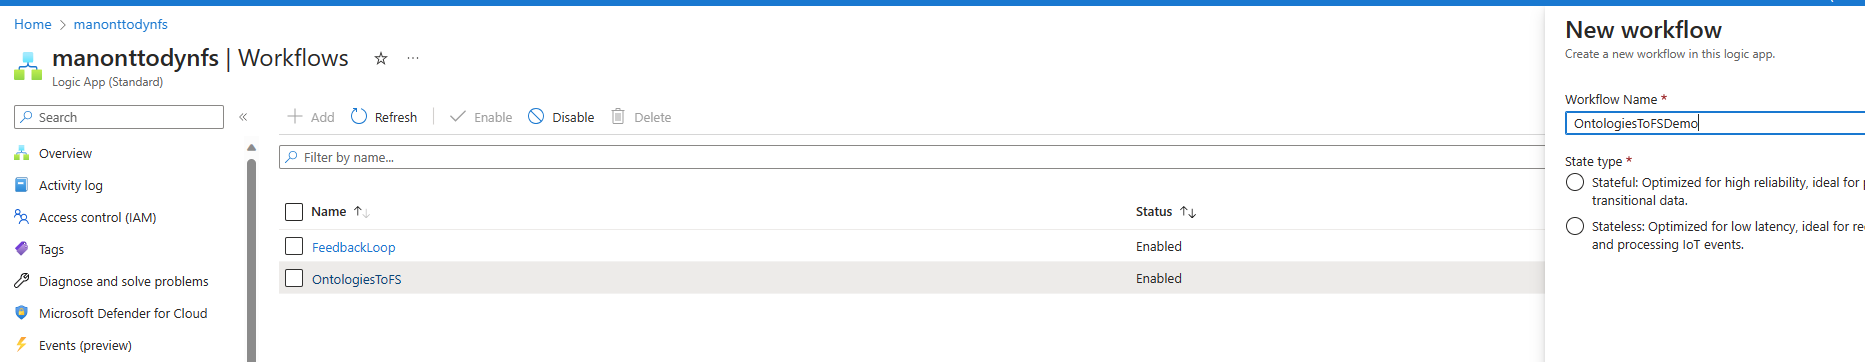 Home > manonttodynfs
manonttodynfs | Workflows
Logic App (Standard)
Search
Overview
Activity log
Access control (IAM)
Tags
Diagnose and solve problems
Microsoft Defender for Cloud
Events (preview)
Add Refresh Enable Disable Delete
Filter by name...
Name Status
FeedbackLoop Enabled
OntologiesToFS Enabled
New workflow
Create a new workflow in this logic app.
Workflow Name *
OntologiesToFSDemo
State type *
Stateful: Optimized for high reliability, ideal for
transitional data.
Stateless: Optimized for low latency, ideal for
and processing IoT events.